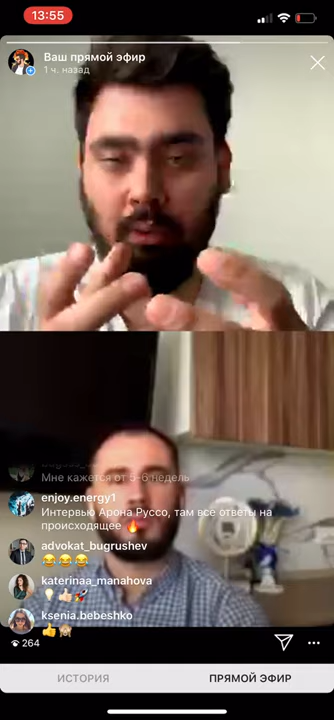 13:55
Ваш прямой эфир
1 ч. назад
Мне кажется от 5-6 недель
enjoy.energy1
Интервью Арона Руссо, там все ответы на
происходящее 🔥
advokat_bugrushev
😂😂😂
katerinaa_manahova
💡👍🏻🚀
ksenia.bebeshko
👍🙈
264
ИСТОРИЯ
ПРЯМОЙ ЭФИР